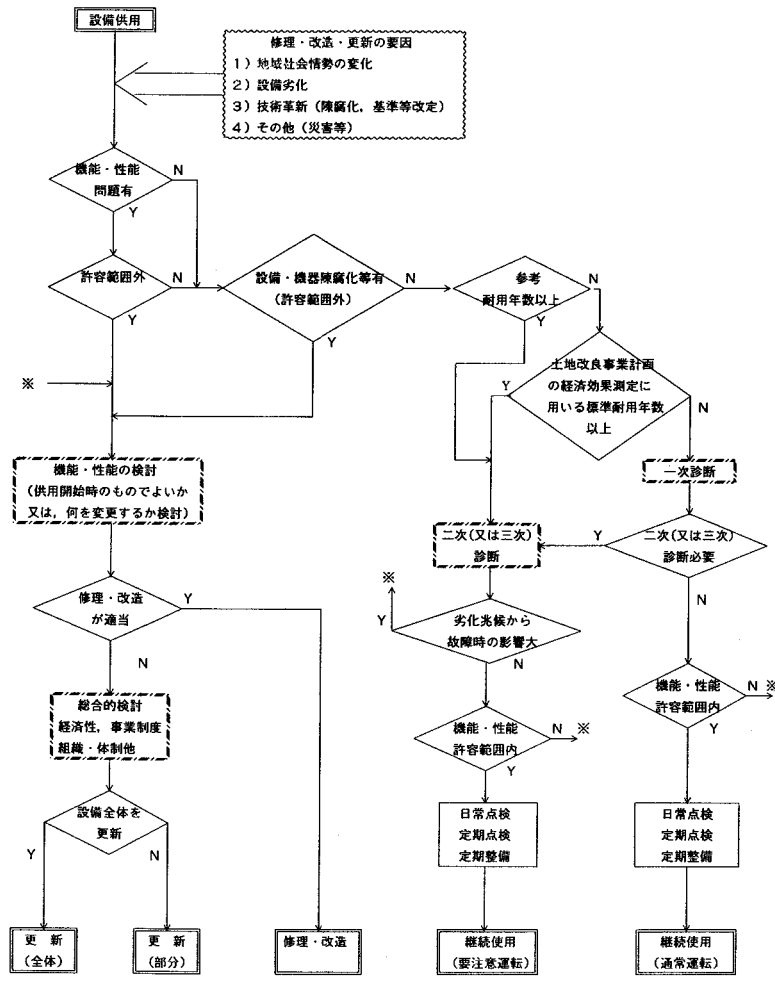 設備供用
修理・改造・更新の要因
1）地域社会情勢の変化
2）設備劣化
3）技術革新（陳腐化，基準等改定）
4）その他（災害等）
機能・性能
問題有
N
Y
許容範囲外
N
Y
設備・機器陳腐化等有
（許容範囲外）
N
Y
参考
耐用年数以上
N
Y
土地改良事業計画
の経済効果測定に
用いる標準耐用年数
以上
Y
N
※
機能・性能の検討
（供用開始時のものでよいか
又は，何を変更するか検討）
一次診断
二次（又は三次）
診断
Y
二次（又は三次）
診断必要
N
修理・改造
が適当
Y
N
※
Y
劣化兆候から
故障時の影響大
N
総合的検討
経済性，事業制度
組織・体制他
機能・性能
許容範囲内
N
※
Y
機能・性能
許容範囲内
N
※
Y
設備全体を
更新
Y
N
日常点検
定期点検
定期整備
日常点検
定期点検
定期整備
更　新
（全体）
更　新
（部分）
修理・改造
継続使用
（要注意運転）
継続使用
（通常運転）